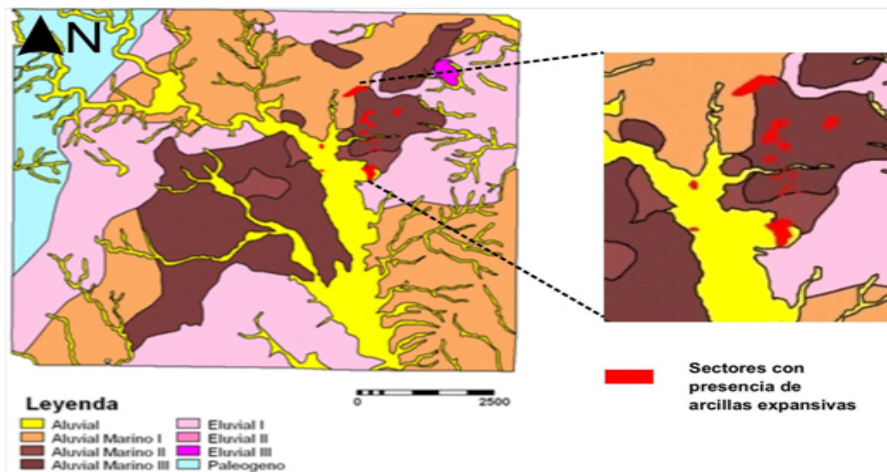 N
Leyenda
Aluvial
Aluvial Marino I
Aluvial Marino II
Aluvial Marino III
Eluvial I
Eluvial II
Eluvial III
Paleogeno
0 2500
Sectores con
presencia de
arcillas expansivas